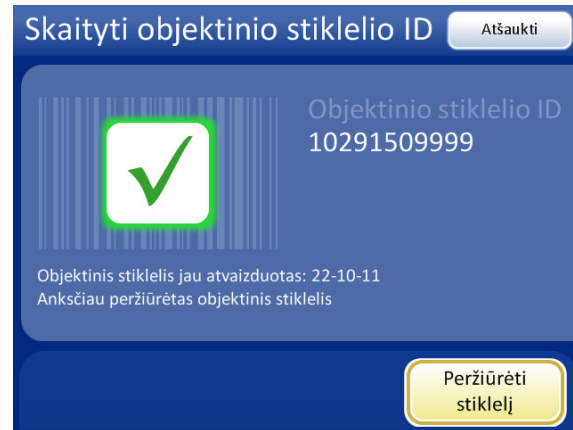 Skaityti objektinio stiklelio ID
Atšaukti
Objektinio stiklelio ID
10291509999
Objektinis stiklelis jau atvaizduotas: 22-10-11
Anksčiau peržiūrėtas objektinis stiklelis
Peržiūrėti
stiklelį